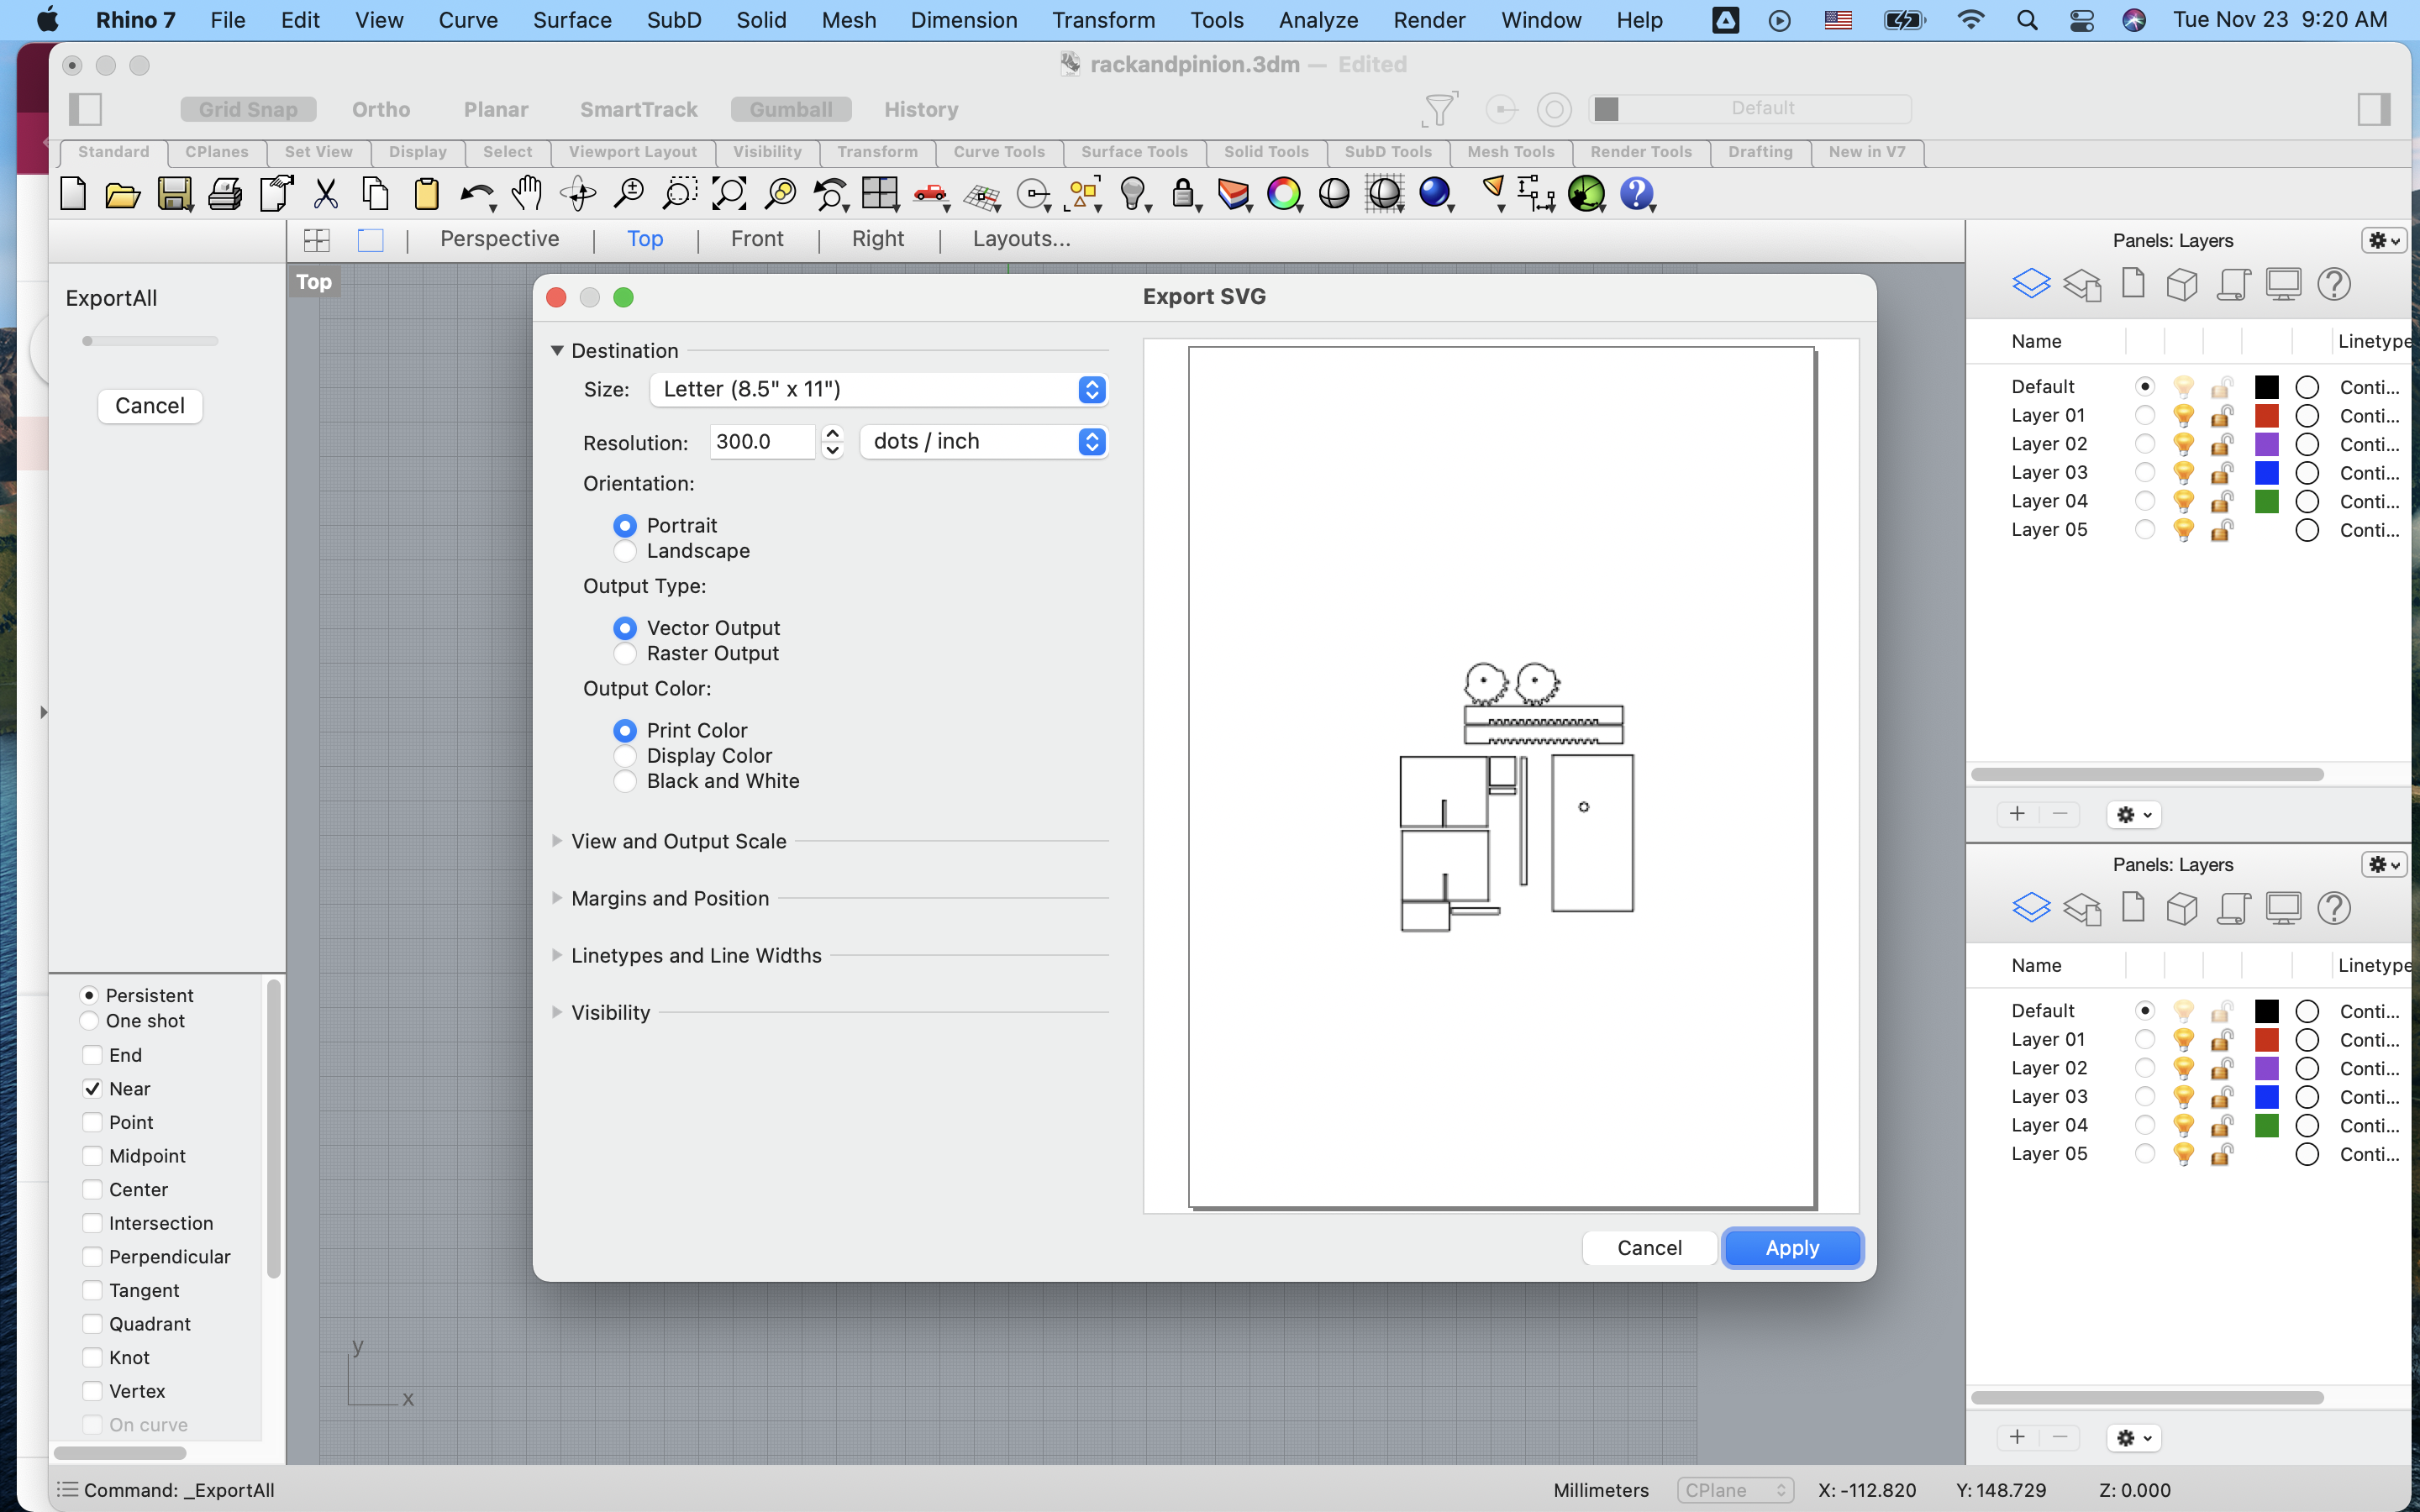 Rhino 7 File Edit View Curve Surface SubD Solid Mesh Dimension Transform Tools Analyze Render Window Help Tue Nov 23 9:20 AM
rackandpinion.3dm — Edited
Grid Snap Ortho Planar SmartTrack Gumball History Default
Standard CPlanes Set View Display Select Viewport Layout Visibility Transform Curve Tools Surface Tools Solid Tools SubD Tools Mesh Tools Render Tools Drafting New in V7
Perspective | Top | Front | Right | Layouts...
Top
ExportAll
Cancel
Export SVG
Destination
Size: Letter (8.5" x 11")
Resolution: 300.0 dots / inch
Orientation:
Portrait
Landscape
Output Type:
Vector Output
Raster Output
Output Color:
Print Color
Display Color
Black and White
View and Output Scale
Margins and Position
Linetypes and Line Widths
Visibility
Cancel Apply
Panels: Layers
Name Linetype
Default Conti...
Layer 01 Conti...
Layer 02 Conti...
Layer 03 Conti...
Layer 04 Conti...
Layer 05 Conti...
Panels: Layers
Name Linetype
Default Conti...
Layer 01 Conti...
Layer 02 Conti...
Layer 03 Conti...
Layer 04 Conti...
Layer 05 Conti...
Persistent
One shot
End
Near
Point
Midpoint
Center
Intersection
Perpendicular
Tangent
Quadrant
Knot
Vertex
On curve
y
x
Command: _ExportAll Millimeters CPlane X: -112.820 Y: 148.729 Z: 0.000